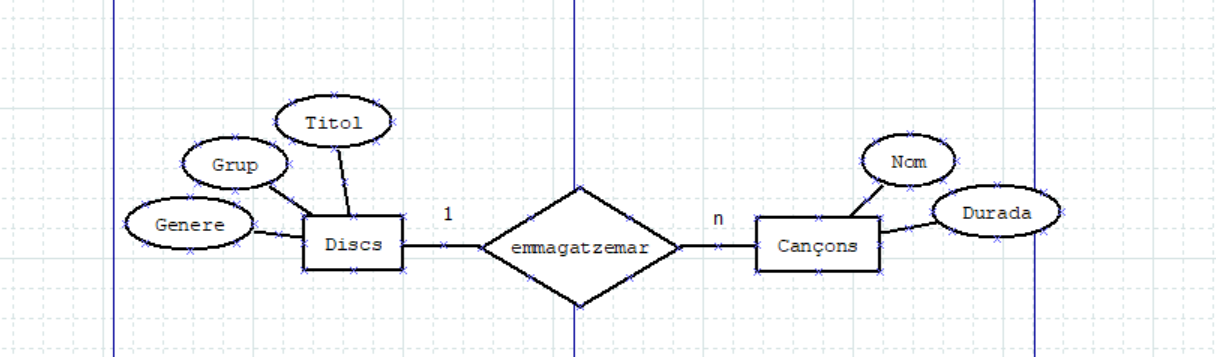 Titol
Grup
Genere
Discs
1
emmagatzemar
n
Nom
Durada
Cançons